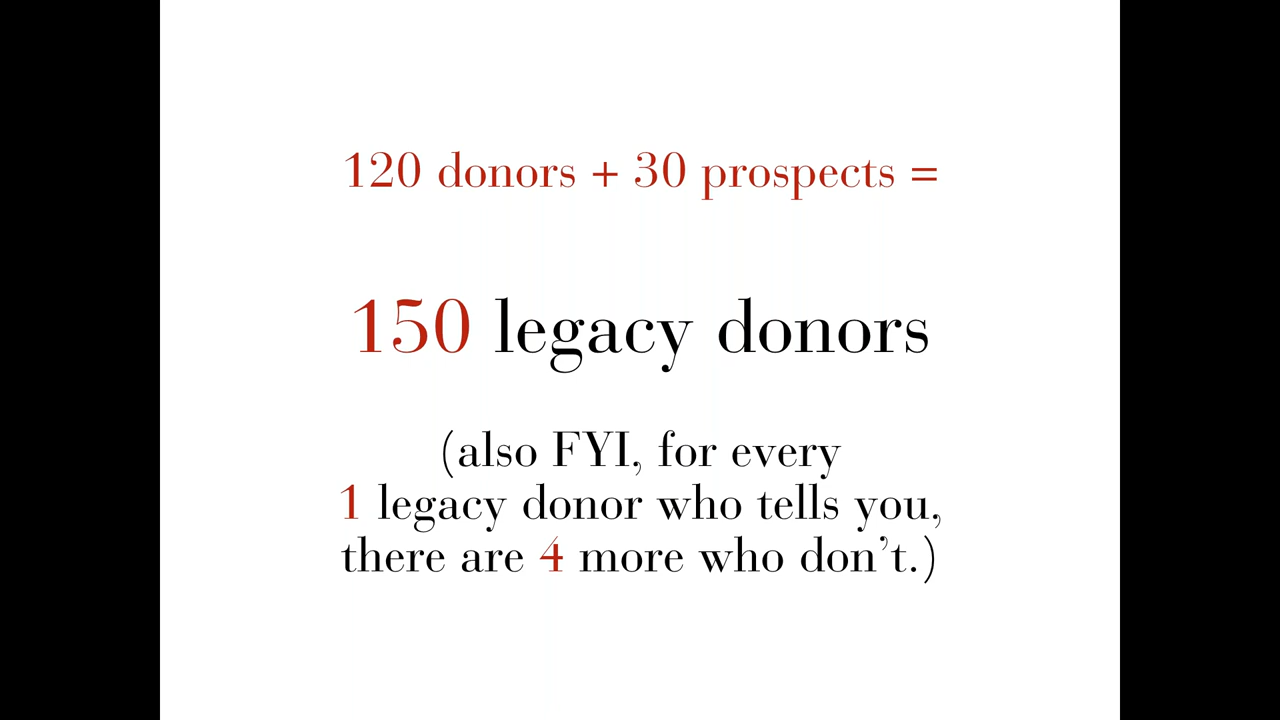 120 donors + 30 prospects =
150 legacy donors
(also FYI, for every
1 legacy donor who tells you,
there are 4 more who don’t.)